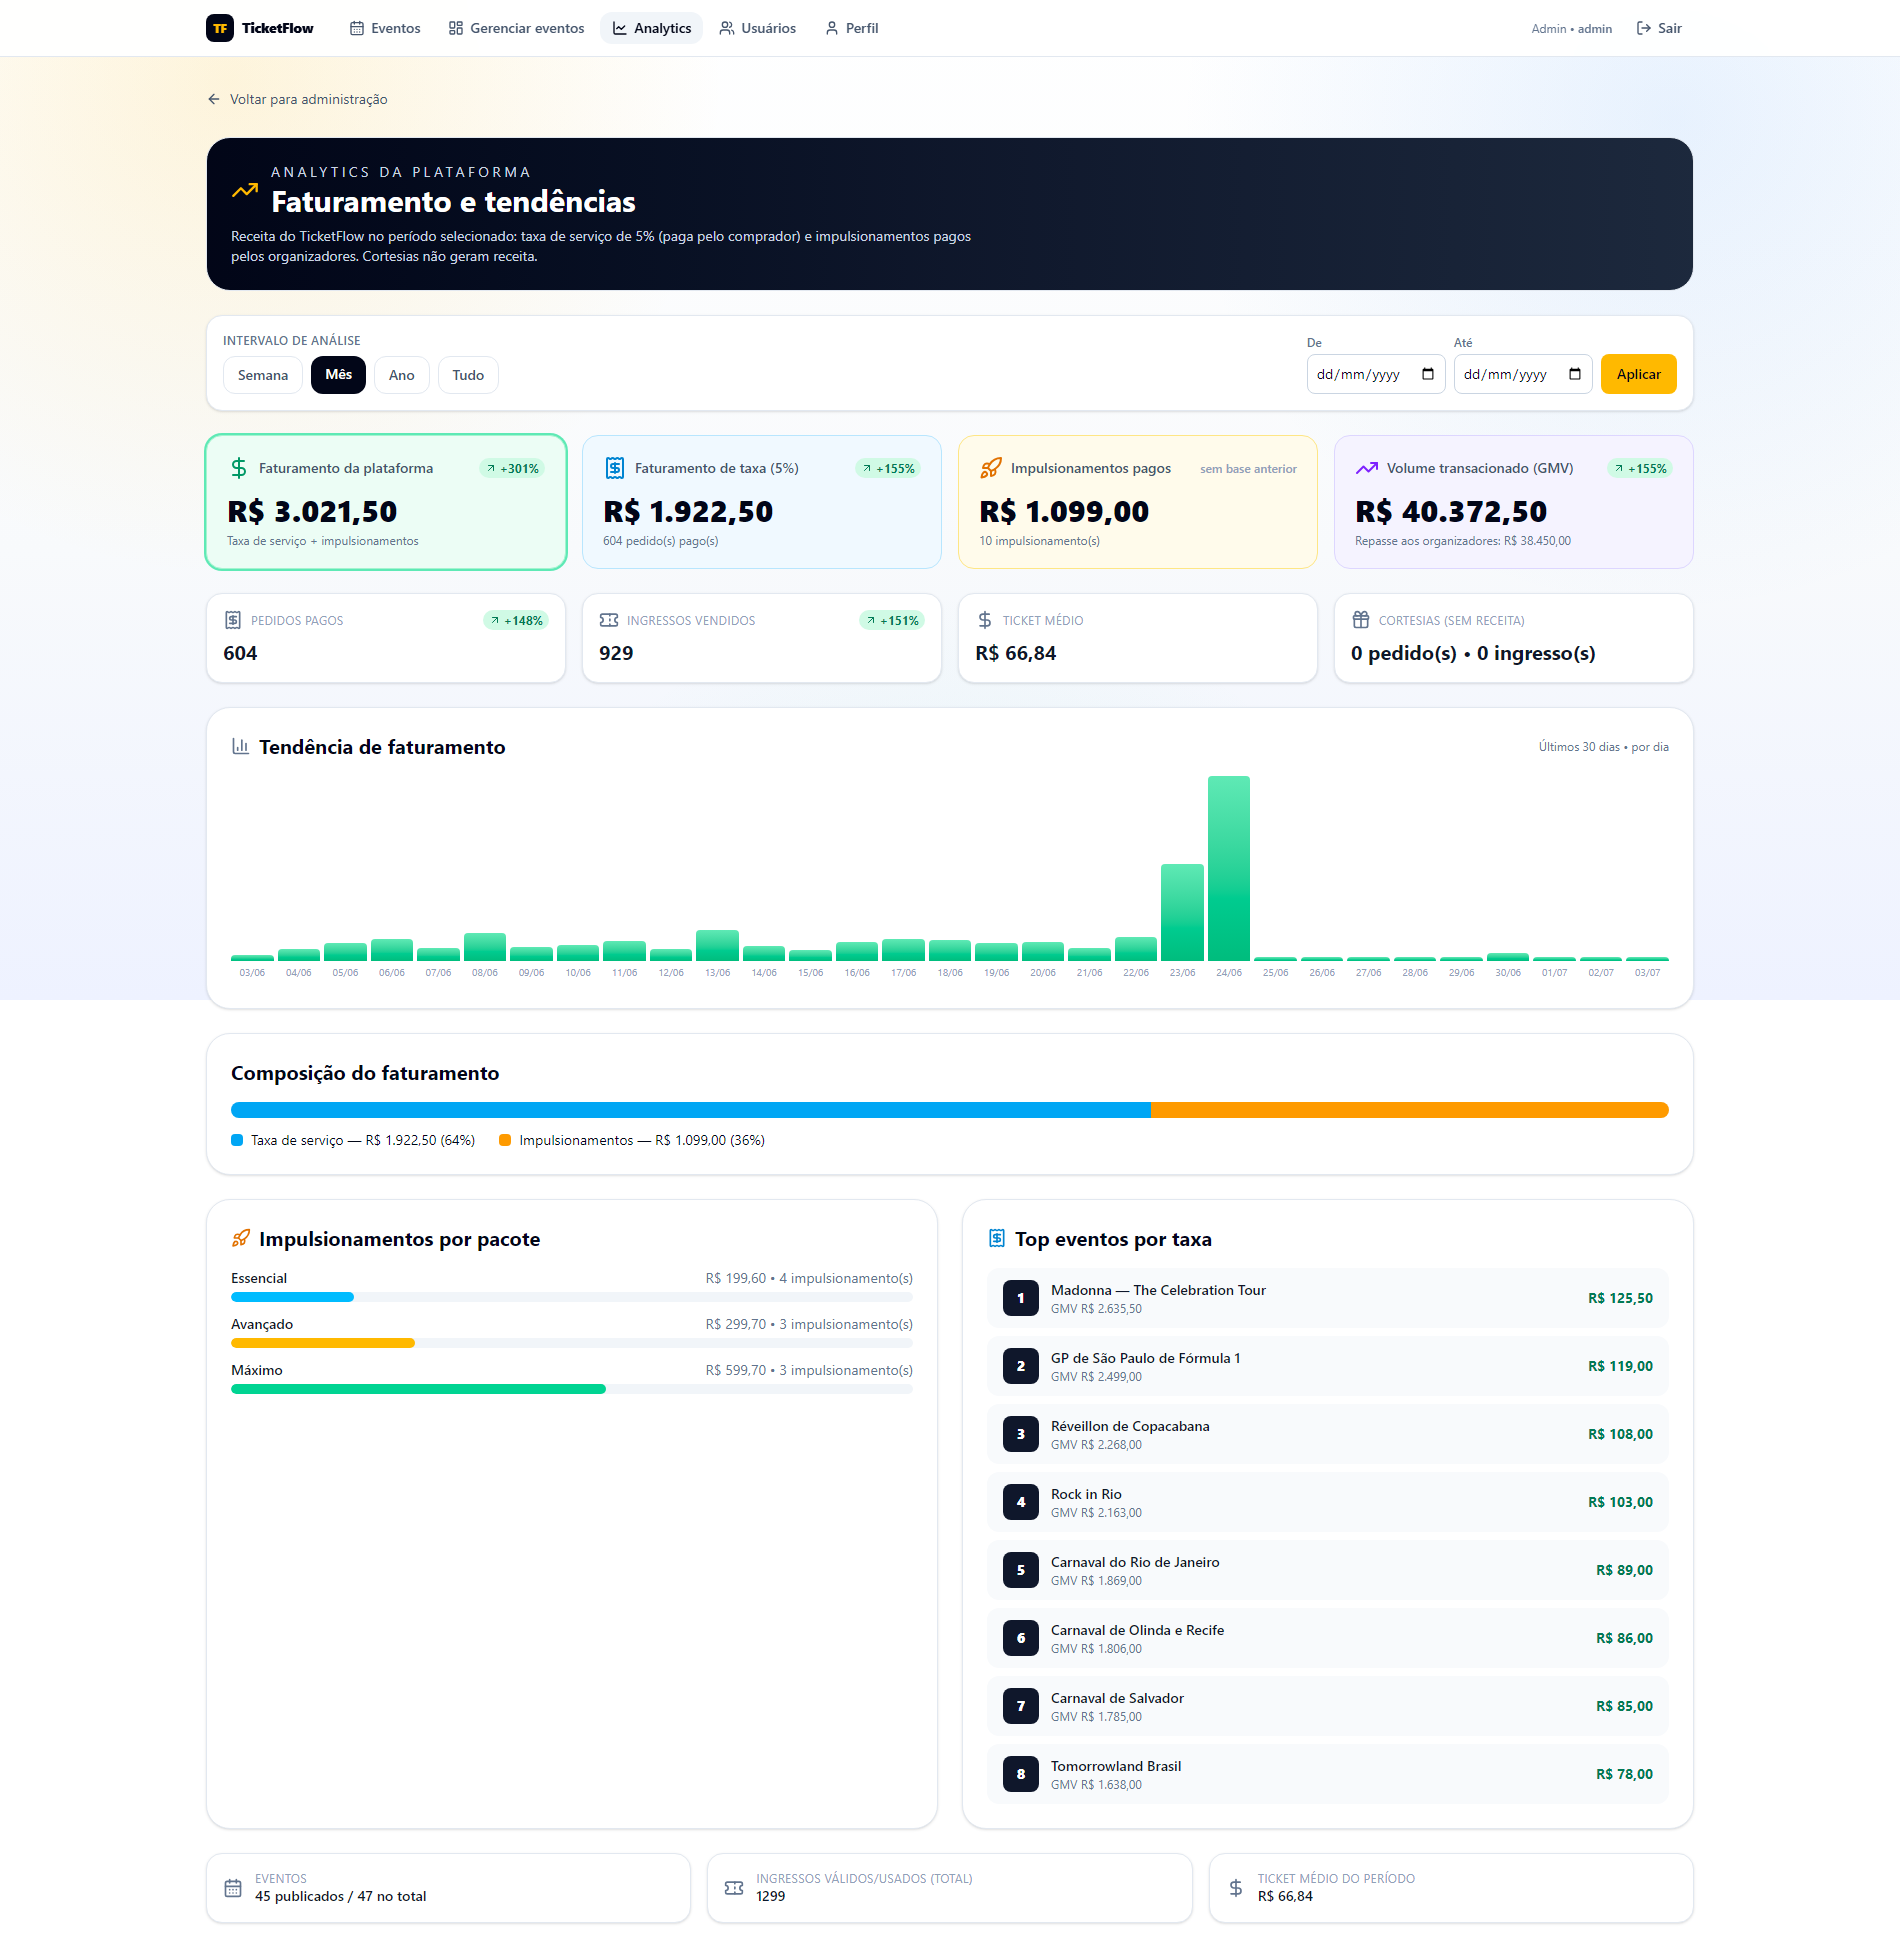 TF TicketFlow Eventos Gerenciar eventos Analytics Usuários Perfil Admin • admin Sair
Voltar para administração
ANALYTICS DA PLATAFORMA
Faturamento e tendências
Receita do TicketFlow no período selecionado: taxa de serviço de 5% (paga pelo comprador) e impulsionamentos pagos
pelos organizadores. Cortesias não geram receita.
INTERVALO DE ANÁLISE
Semana Mês Ano Tudo
De Até
dd/mm/yyyy dd/mm/yyyy Aplicar
Faturamento da plataforma +301%
R$ 3.021,50
Taxa de serviço + impulsionamentos
Faturamento de taxa (5%) +155%
R$ 1.922,50
604 pedido(s) pago(s)
Impulsionamentos pagos sem base anterior
R$ 1.099,00
10 impulsionamento(s)
Volume transacionado (GMV) +155%
R$ 40.372,50
Repasse aos organizadores: R$ 38.450,00
PEDIDOS PAGOS +148%
604
INGRESSOS VENDIDOS +151%
929
TICKET MÉDIO
R$ 66,84
CORTESIAS (SEM RECEITA)
0 pedido(s) • 0 ingresso(s)
Tendência de faturamento Últimos 30 dias • por dia
03/06 04/06 05/06 06/06 07/06 08/06 09/06 10/06 11/06 12/06 13/06 14/06 15/06 16/06 17/06 18/06 19/06 20/06 21/06 22/06 23/06 24/06 25/06 26/06 27/06 28/06 29/06 30/06 01/07 02/07 03/07
Composição do faturamento
Taxa de serviço — R$ 1.922,50 (64%) Impulsionamentos — R$ 1.099,00 (36%)
Impulsionamentos por pacote
Essencial R$ 199,60 • 4 impulsionamento(s)
Avançado R$ 299,70 • 3 impulsionamento(s)
Máximo R$ 599,70 • 3 impulsionamento(s)
Top eventos por taxa
1 Madonna — The Celebration Tour R$ 125,50
GMV R$ 2.635,50
2 GP de São Paulo de Fórmula 1 R$ 119,00
GMV R$ 2.499,00
3 Réveillon de Copacabana R$ 108,00
GMV R$ 2.268,00
4 Rock in Rio R$ 103,00
GMV R$ 2.163,00
5 Carnaval do Rio de Janeiro R$ 89,00
GMV R$ 1.869,00
6 Carnaval de Olinda e Recife R$ 86,00
GMV R$ 1.806,00
7 Carnaval de Salvador R$ 85,00
GMV R$ 1.785,00
8 Tomorrowland Brasil R$ 78,00
GMV R$ 1.638,00
EVENTOS
45 publicados / 47 no total
INGRESSOS VÁLIDOS/USADOS (TOTAL)
1299
TICKET MÉDIO DO PERÍODO
R$ 66,84